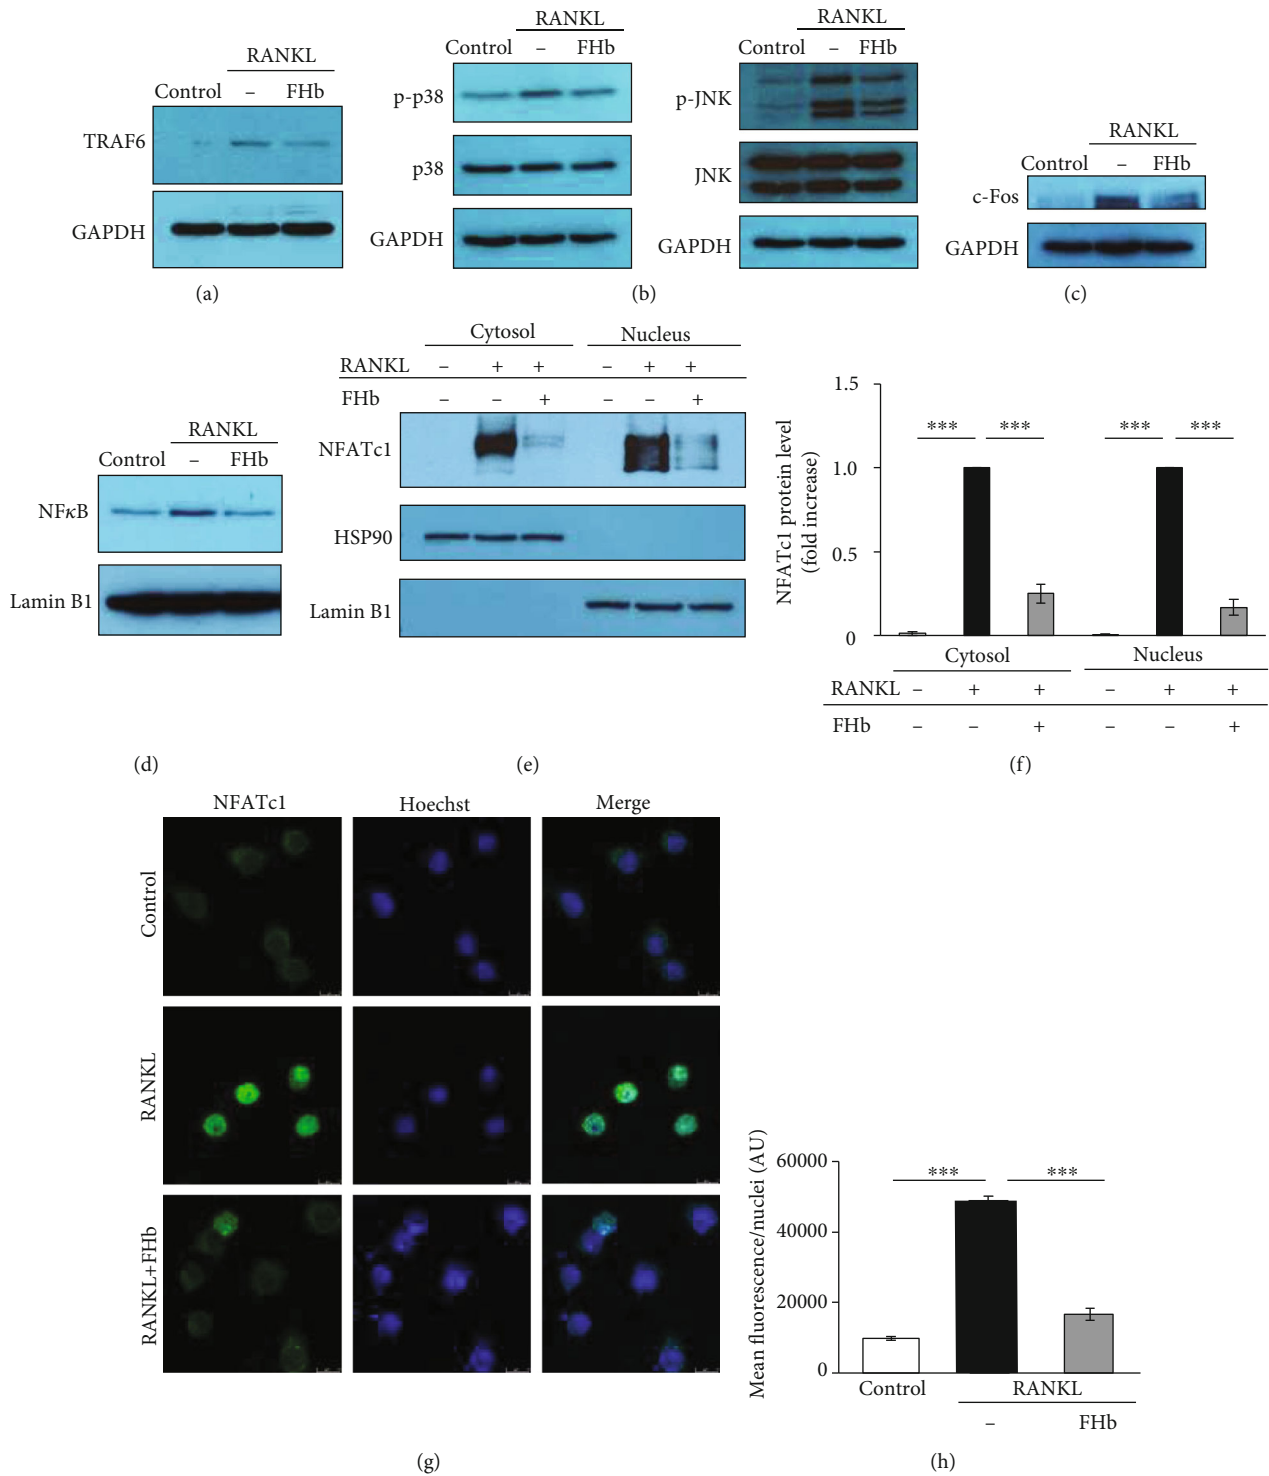 RANKL
Control – FHb
TRAF6
GAPDH
(a)
RANKL
Control – FHb
p-p38
p38
GAPDH
RANKL
Control – FHb
p-JNK
JNK
GAPDH
(b)
RANKL
Control – FHb
c-Fos
GAPDH
(c)
RANKL
Control – FHb
NFκB
Lamin B1
(d)
Cytosol Nucleus
RANKL – + + – + +
FHb – – + – – +
NFATc1
HSP90
Lamin B1
(e)
NFATc1 protein level
(fold increase)
1.5
1.0
0.5
0
*** *** *** ***
Cytosol Nucleus
RANKL – + + – + +
FHb – – + – – +
(f)
NFATc1 Hoechst Merge
Control
RANKL
RANKL+FHb
(g)
Mean fluorescence/nuclei (AU)
60000
40000
20000
0
*** ***
Control RANKL
– FHb
(h)